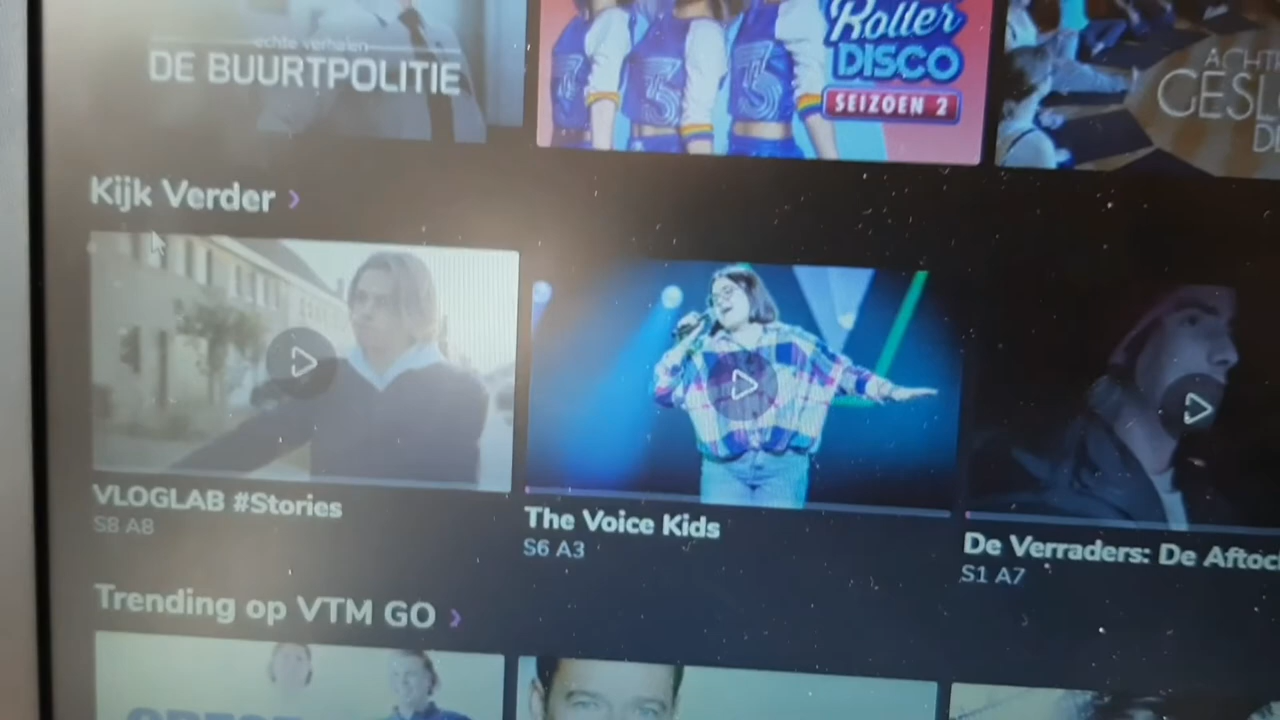 echte verhalen
DE BUURTPOLITIE
Roller
DISCO
SEIZOEN 2
Kijk Verder
VLOGLAB #Stories
S8 A8
The Voice Kids
S6 A3
De Verraders: De Aftoc
S1 A7
Trending op VTM GO